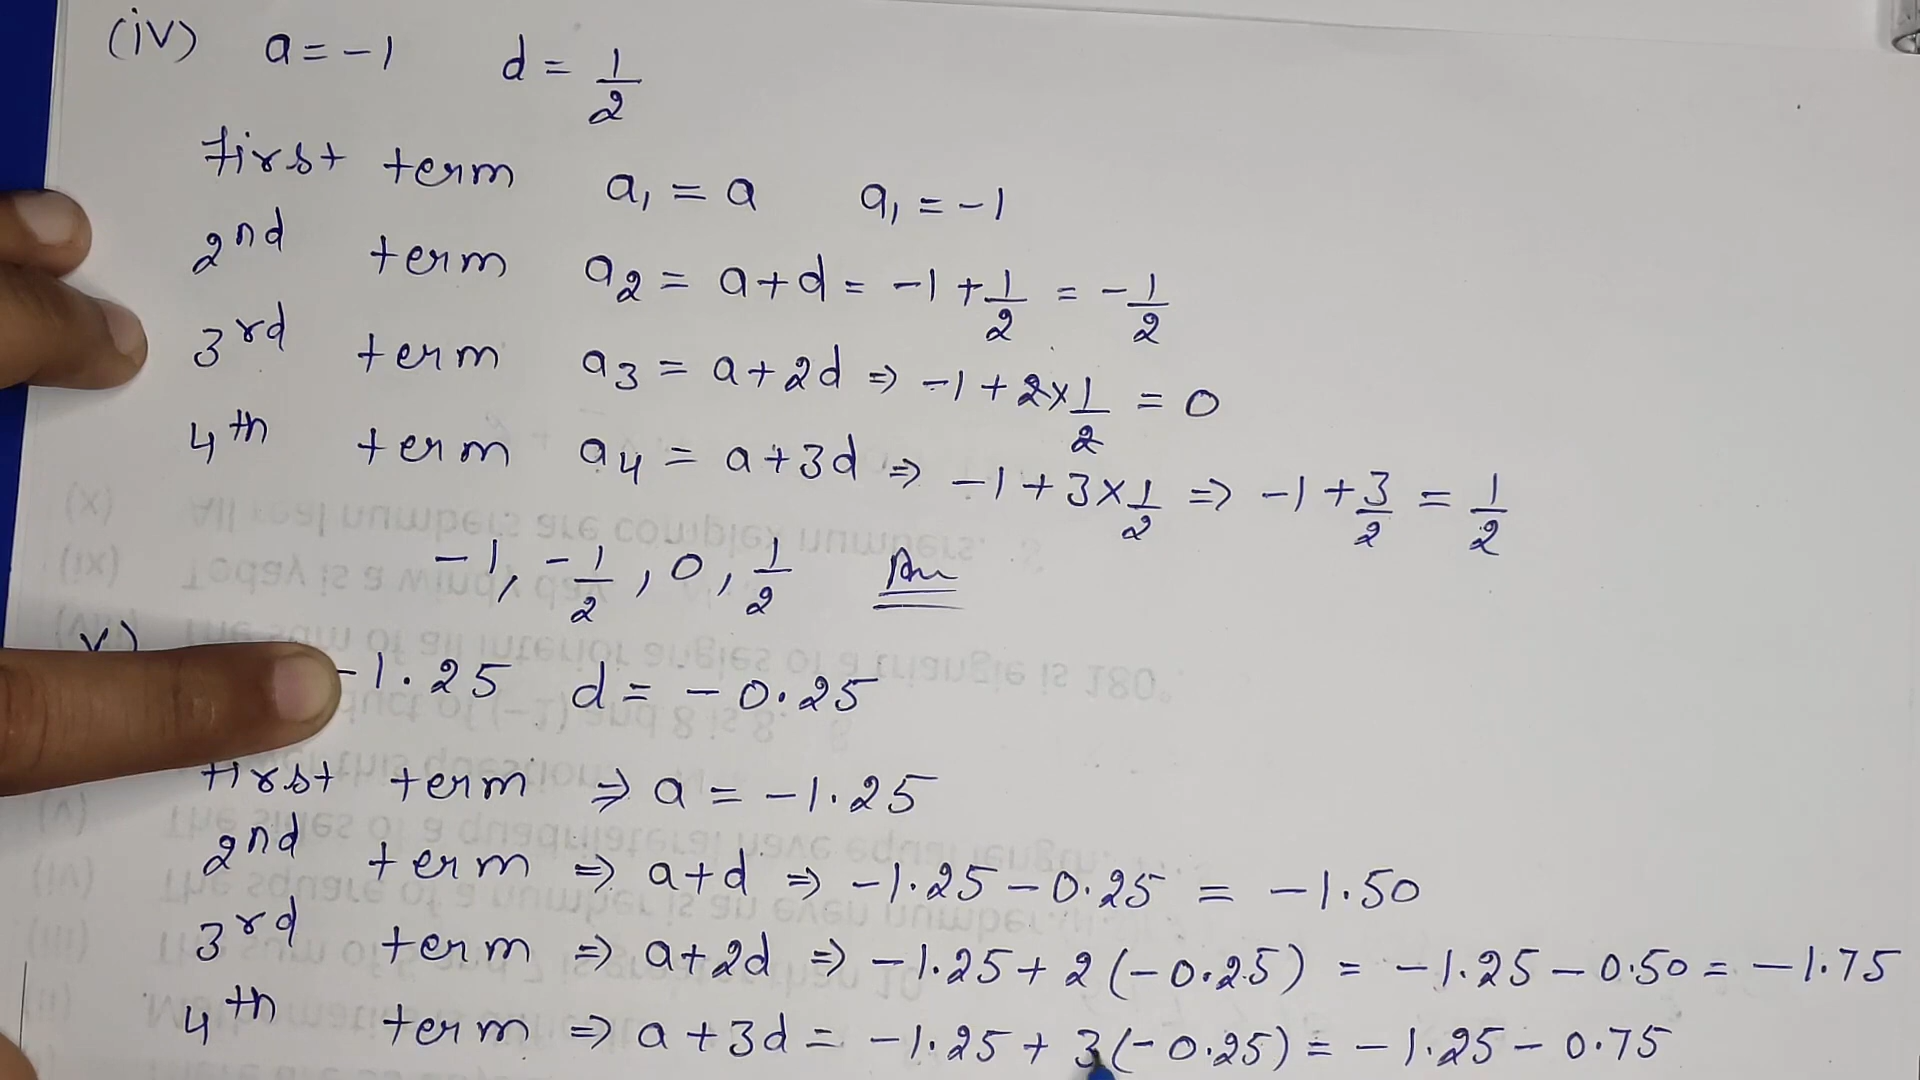 (iv) a = -1 d = 1/2
first term a₁ = a a₁ = -1
2nd term a₂ = a+d = -1 + 1/2 = -1/2
3rd term a₃ = a+2d ⇒ -1 + 2×1/2 = 0
4th term a₄ = a+3d ⇒ -1 + 3×1/2 ⇒ -1 + 3/2 = 1/2
-1, -1/2, 0, 1/2 Ans
v) -1.25 d = -0.25
first term ⇒ a = -1.25
2nd term ⇒ a+d ⇒ -1.25 - 0.25 = -1.50
3rd term ⇒ a+2d ⇒ -1.25 + 2(-0.25) = -1.25 - 0.50 = -1.75
4th term ⇒ a+3d = -1.25 + 3(-0.25) = -1.25 - 0.75